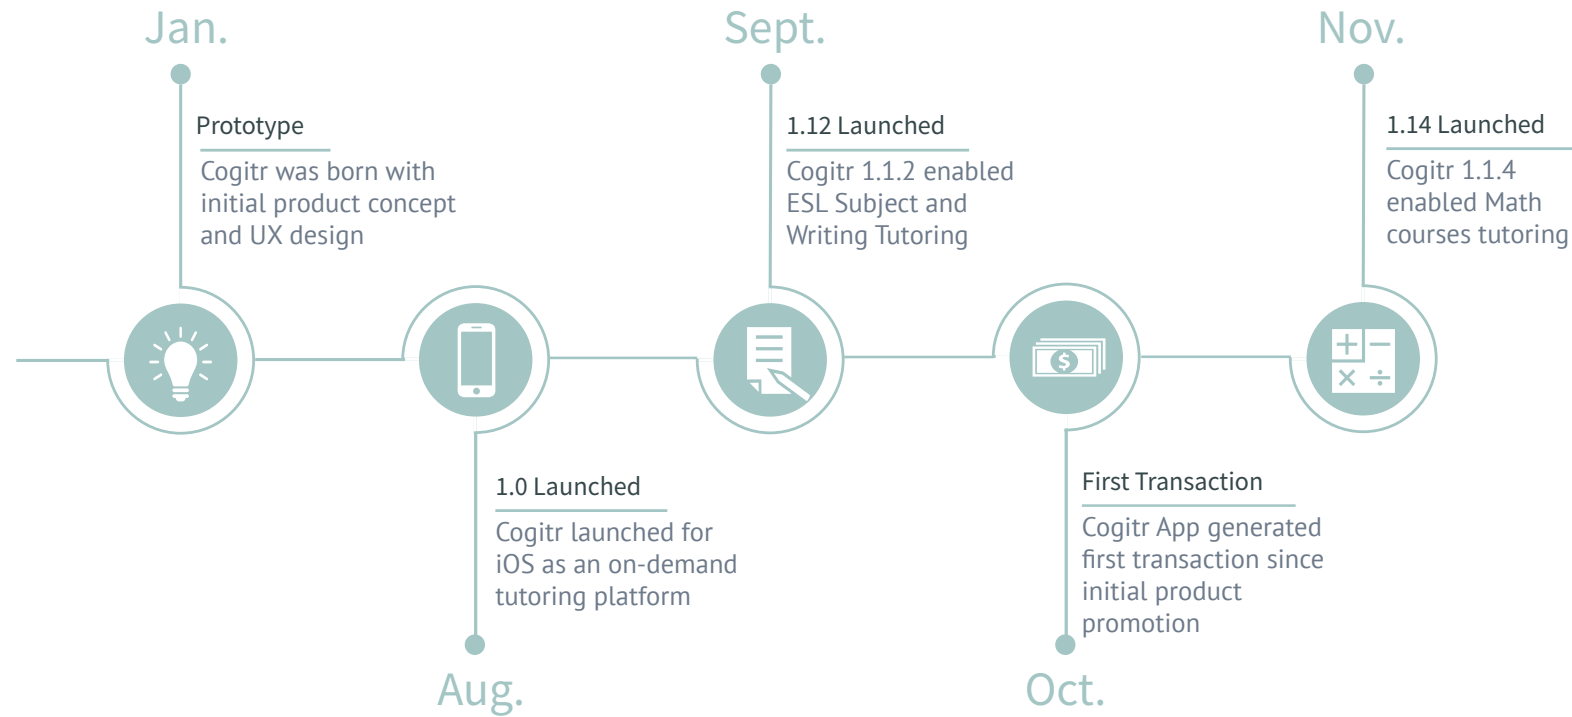 Jan.
Prototype
Cogitr was born with
initial product concept
and UX design
1.0 Launched
Cogitr launched for
iOS as an on-demand
tutoring platform
Aug.
Sept.
1.12 Launched
Cogitr 1.1.2 enabled
ESL Subject and
Writing Tutoring
$
First Transaction
Cogitr App generated
first transaction since
initial product
promotion
Oct.
Nov.
1.14 Launched
Cogitr 1.1.4
enabled Math
courses tutoring
+ −
× ÷